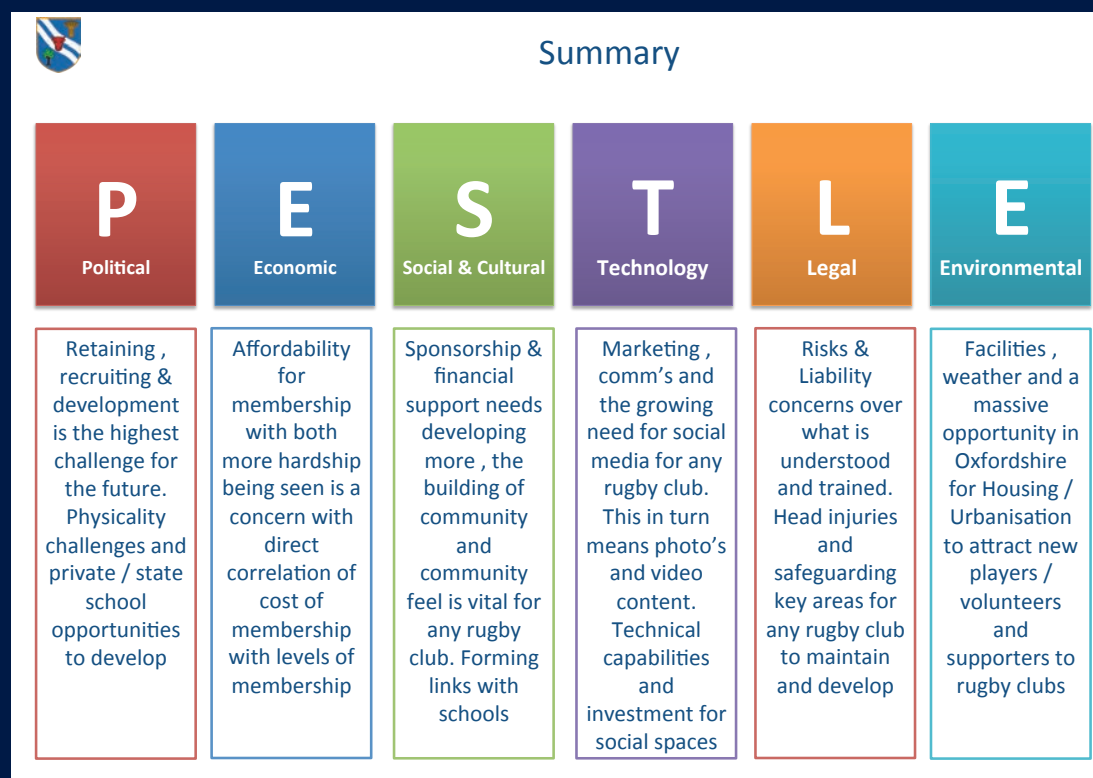 Summary
P
Political
E
Economic
S
Social & Cultural
T
Technology
L
Legal
E
Environmental
Retaining ,
recruiting &
development
is the highest
challenge for
the future.
Physicality
challenges and
private / state
school
opportunities
to develop
Affordability
for
membership
with both
more hardship
being seen is a
concern with
direct
correlation of
cost of
membership
with levels of
membership
Sponsorship &
financial
support needs
developing
more , the
building of
community
and
community
feel is vital for
any rugby
club. Forming
links with
schools
Marketing ,
comm's and
the growing
need for social
media for any
rugby club.
This in turn
means photo's
and video
content.
Technical
capabilities
and
investment for
social spaces
Risks &
Liability
concerns over
what is
understood
and trained.
Head injuries
and
safeguarding
key areas for
any rugby club
to maintain
and develop
Facilities ,
weather and a
massive
opportunity in
Oxfordshire
for Housing /
Urbanisation
to attract new
players /
volunteers
and
supporters to
rugby clubs